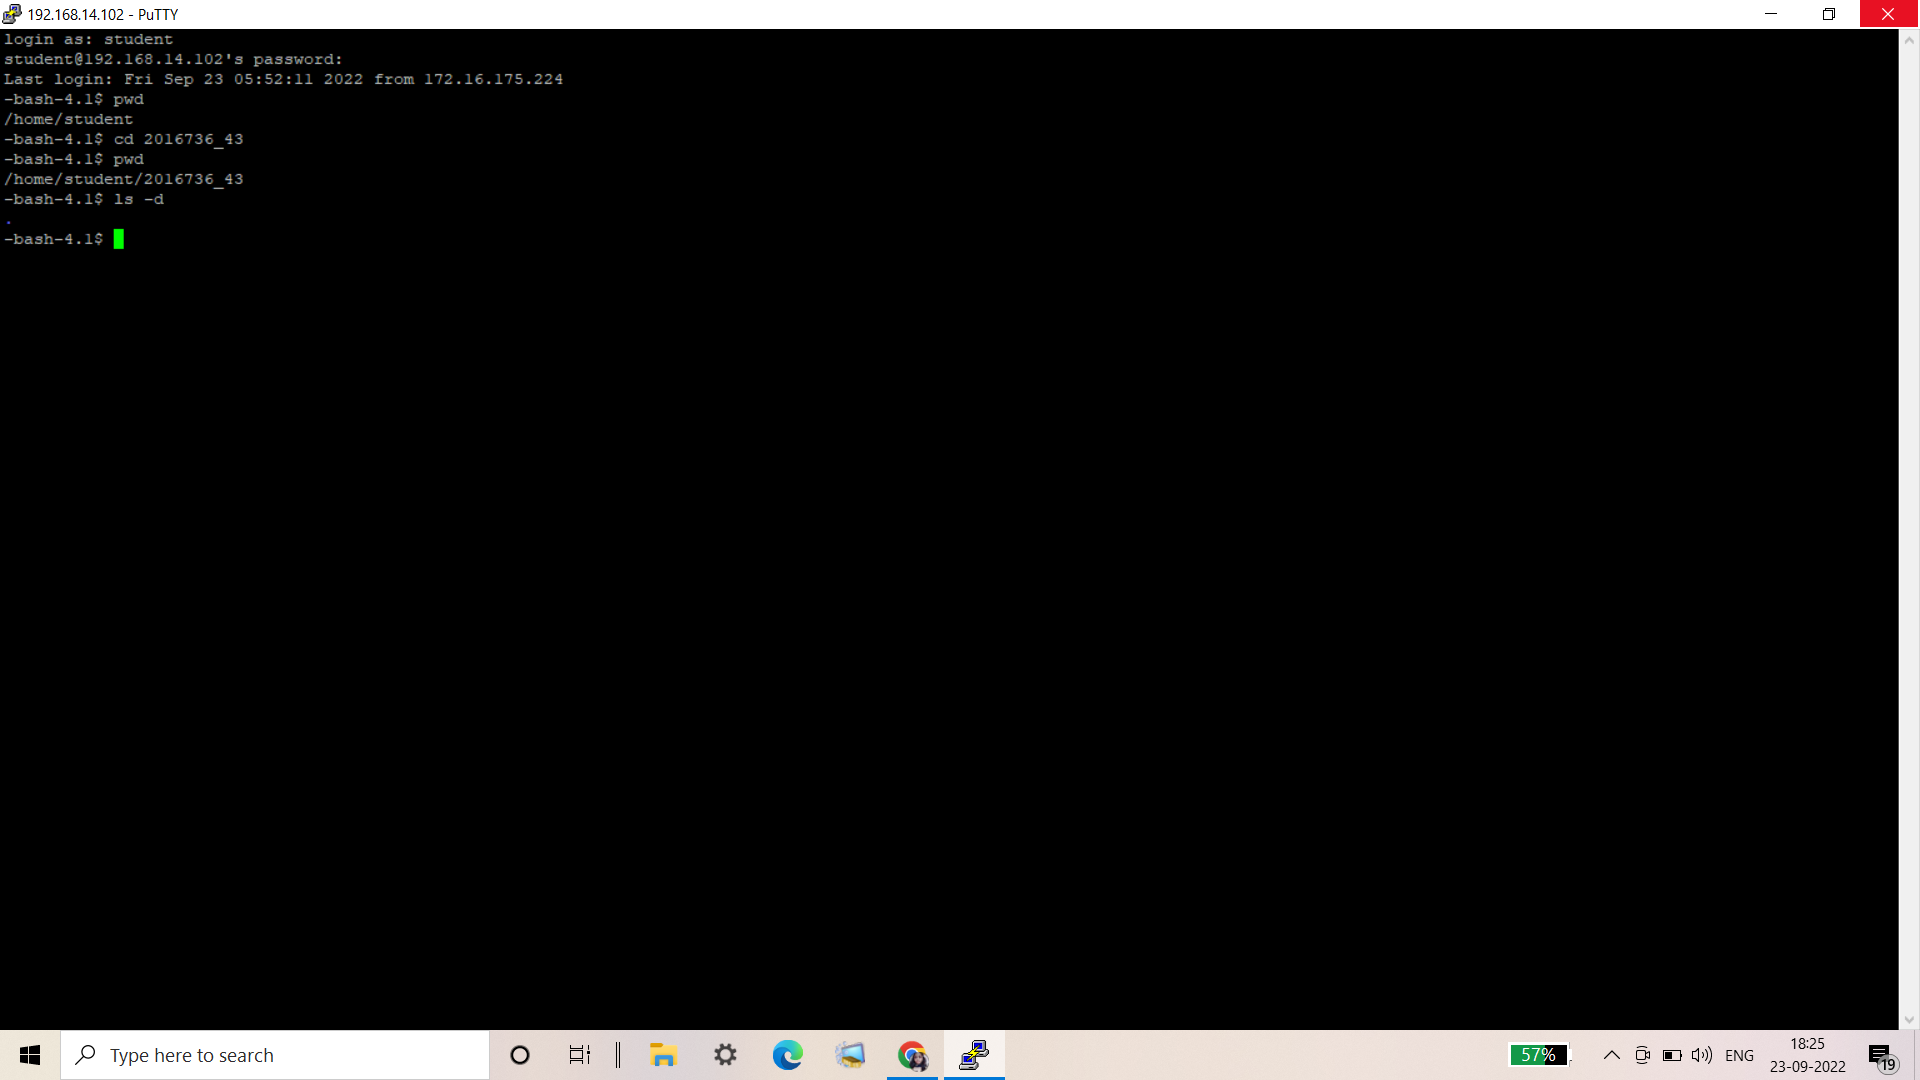 192.168.14.102 - PuTTY
login as: student
student@192.168.14.102's password:
Last login: Fri Sep 23 05:52:11 2022 from 172.16.175.224
-bash-4.1$ pwd
/home/student
-bash-4.1$ cd 2016736_43
-bash-4.1$ pwd
/home/student/2016736_43
-bash-4.1$ ls -d
.
-bash-4.1$
Type here to search
57%
ENG
18:25
23-09-2022
19